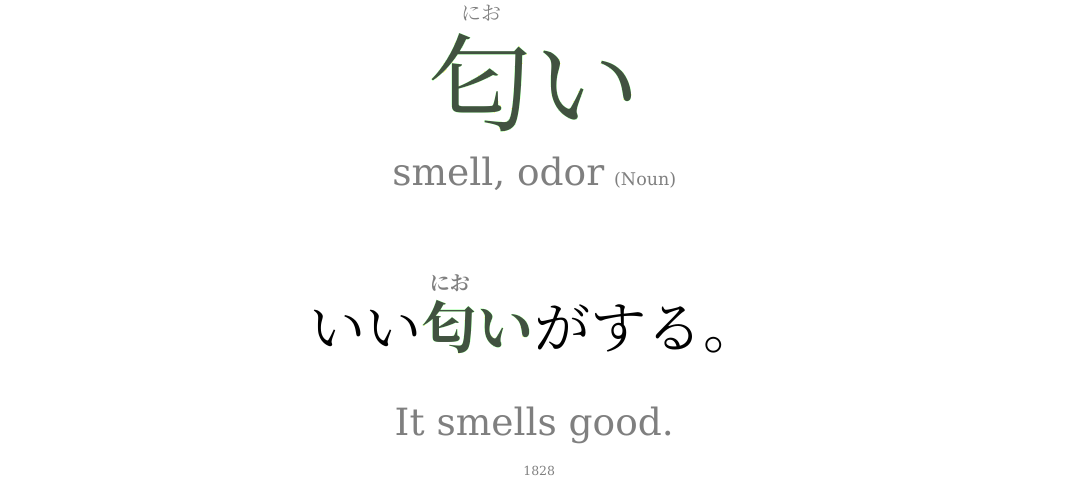 にお
匂い
smell, odor (Noun)
にお
いい匂いがする。
It smells good.
1828